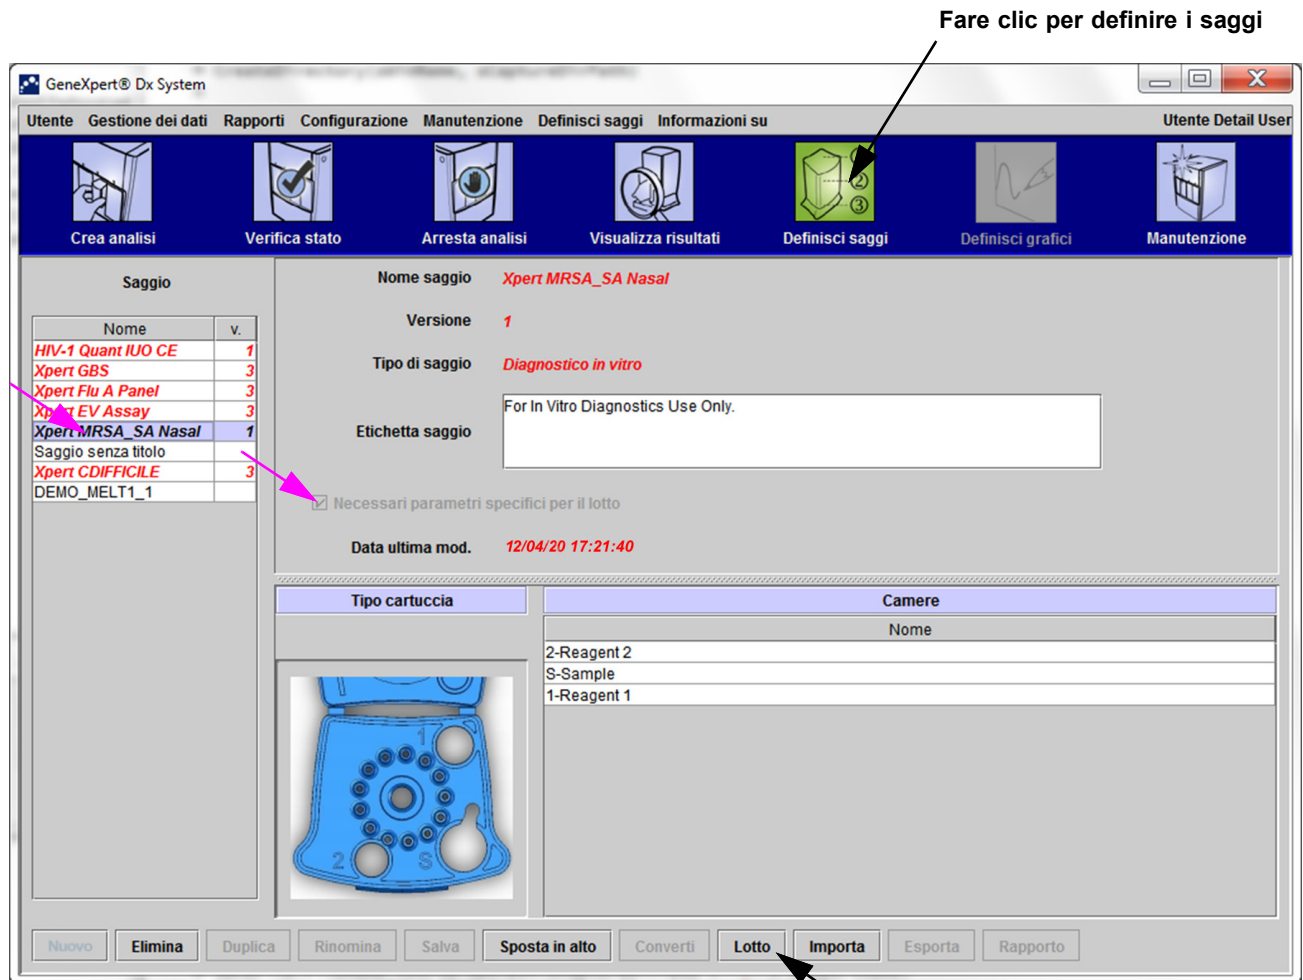 Fare clic per definire i saggi
GeneXpert® Dx System
Utente Gestione dei dati Rapporti Configurazione Manutenzione Definisci saggi Informazioni su Utente Detail User
Crea analisi Verifica stato Arresta analisi Visualizza risultati Definisci saggi Definisci grafici Manutenzione
Saggio
Nome v.
HIV-1 Quant IUO CE 1
Xpert GBS 3
Xpert Flu A Panel 3
Xpert EV Assay 3
Xpert MRSA_SA Nasal 1
Saggio senza titolo
Xpert CDIFFICILE 3
DEMO_MELT1_1
Nome saggio Xpert MRSA_SA Nasal
Versione 1
Tipo di saggio Diagnostico in vitro
Etichetta saggio For In Vitro Diagnostics Use Only.
Necessari parametri specifici per il lotto
Data ultima mod. 12/04/20 17:21:40
Tipo cartuccia
Camere
Nome
2-Reagent 2
S-Sample
1-Reagent 1
1
2 S
Nuovo Elimina Duplica Rinomina Salva Sposta in alto Converti Lotto Importa Esporta Rapporto